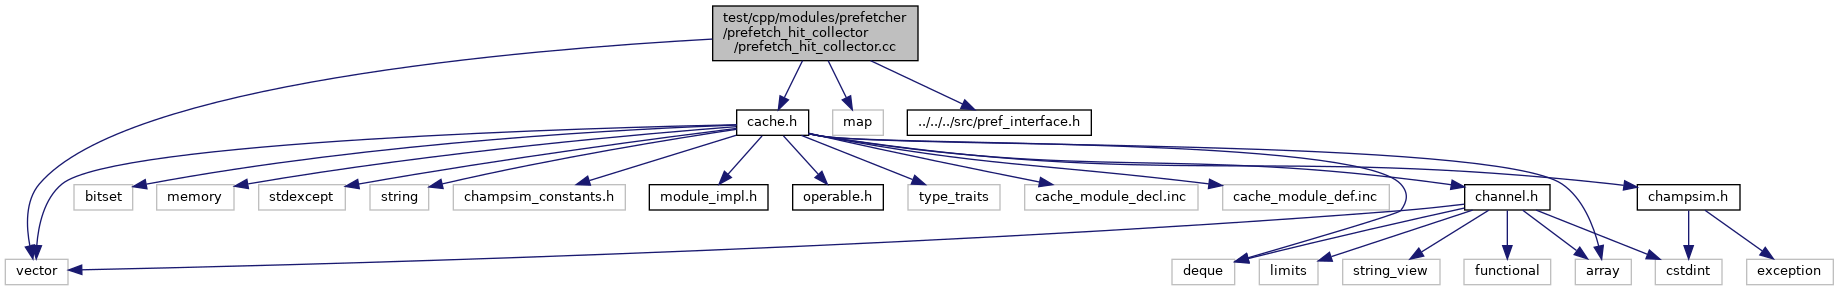 test/cpp/modules/prefetcher
/prefetch_hit_collector
/prefetch_hit_collector.cc
cache.h
map
../../../src/pref_interface.h
bitset
memory
stdexcept
string
champsim_constants.h
module_impl.h
operable.h
type_traits
cache_module_decl.inc
cache_module_def.inc
channel.h
champsim.h
vector
deque
limits
string_view
functional
array
cstdint
exception